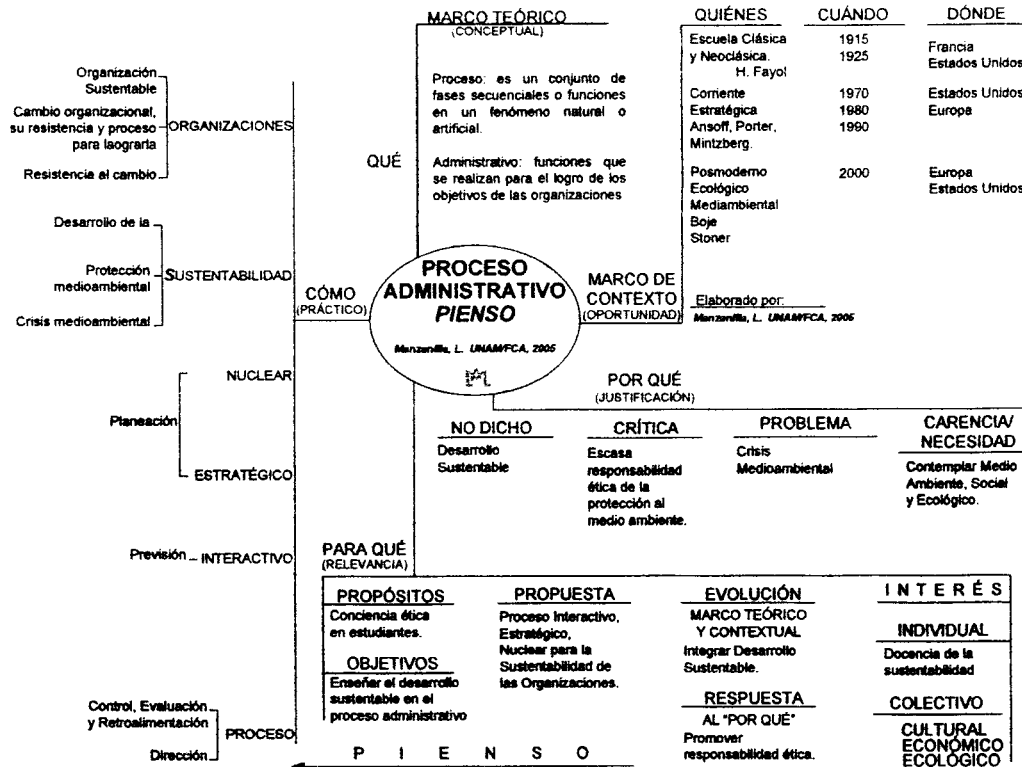 MARCO TEÓRICO
(CONCEPTUAL)
Proceso: es un conjunto de
fases secuenciales o funciones
en un fenómeno natural o
artificial.
QUÉ
Administrativo: funciones que
se realizan para el logro de los
objetivos de las organizaciones
QUIÉNES CUÁNDO DÓNDE
Escuela Clásica 1915 Francia
y Neoclásica. 1925 Estados Unidos
H. Fayol
Corriente 1970 Estados Unidos
Estratégica 1980 Europa
Ansoff, Porter, 1990
Mintzberg.
Posmoderno 2000 Europa
Ecológico Estados Unidos
Mediambiental
Boje
Stoner
MARCO DE
CONTEXTO
(OPORTUNIDAD)
Elaborado por:
Manzanilla, L. UNAM/FCA, 2005
PROCESO
ADMINISTRATIVO
PIENSO
Manzanilla, L. UNAM/FCA, 2005
CÓMO
(PRÁCTICO)
Organización
Sustentable
Cambio organizacional,
su resistencia y proceso
para laograrla
ORGANIZACIONES
Resistencia al cambio
Desarrollo de la
Protección
medioambiental
SUSTENTABILIDAD
Crisis medioambiental
NUCLEAR
Planeación
ESTRATÉGICO
Previsión
INTERACTIVO
Control, Evaluación
y Retroalimentación
PROCESO
Dirección
POR QUÉ
(JUSTIFICACIÓN)
NO DICHO
Desarrollo
Sustentable
CRÍTICA
Escasa
responsabilidad
ética de la
protección al
medio ambiente.
PROBLEMA
Crisis
Medioambiental
CARENCIA/
NECESIDAD
Contemplar Medio
Ambiente, Social
y Ecológico.
PARA QUÉ
(RELEVANCIA)
PROPÓSITOS
Conciencia ética
en estudiantes.
OBJETIVOS
Enseñar el desarrollo
sustentable en el
proceso administrativo
PROPUESTA
Proceso Interactivo,
Estratégico,
Nuclear para la
Sustentabilidad de
las Organizaciones.
EVOLUCIÓN
MARCO TEÓRICO
Y CONTEXTUAL
Integrar Desarrollo
Sustentable.
RESPUESTA
AL "POR QUÉ"
Promover
responsabilidad ética.
INTERÉS
INDIVIDUAL
Docencia de la
sustentabilidad
COLECTIVO
CULTURAL
ECONÓMICO
ECOLÓGICO
PIENSO